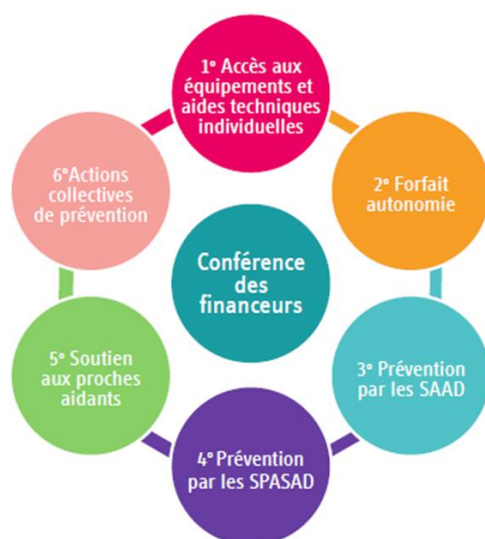 1° Accès aux
équipements et
aides techniques
individuelles
2° Forfait
autonomie
3° Prévention
par les SAAD
4° Prévention
par les SPASAD
5° Soutien
aux proches
aidants
6°Actions
collectives
de prévention
Conférence
des
financeurs